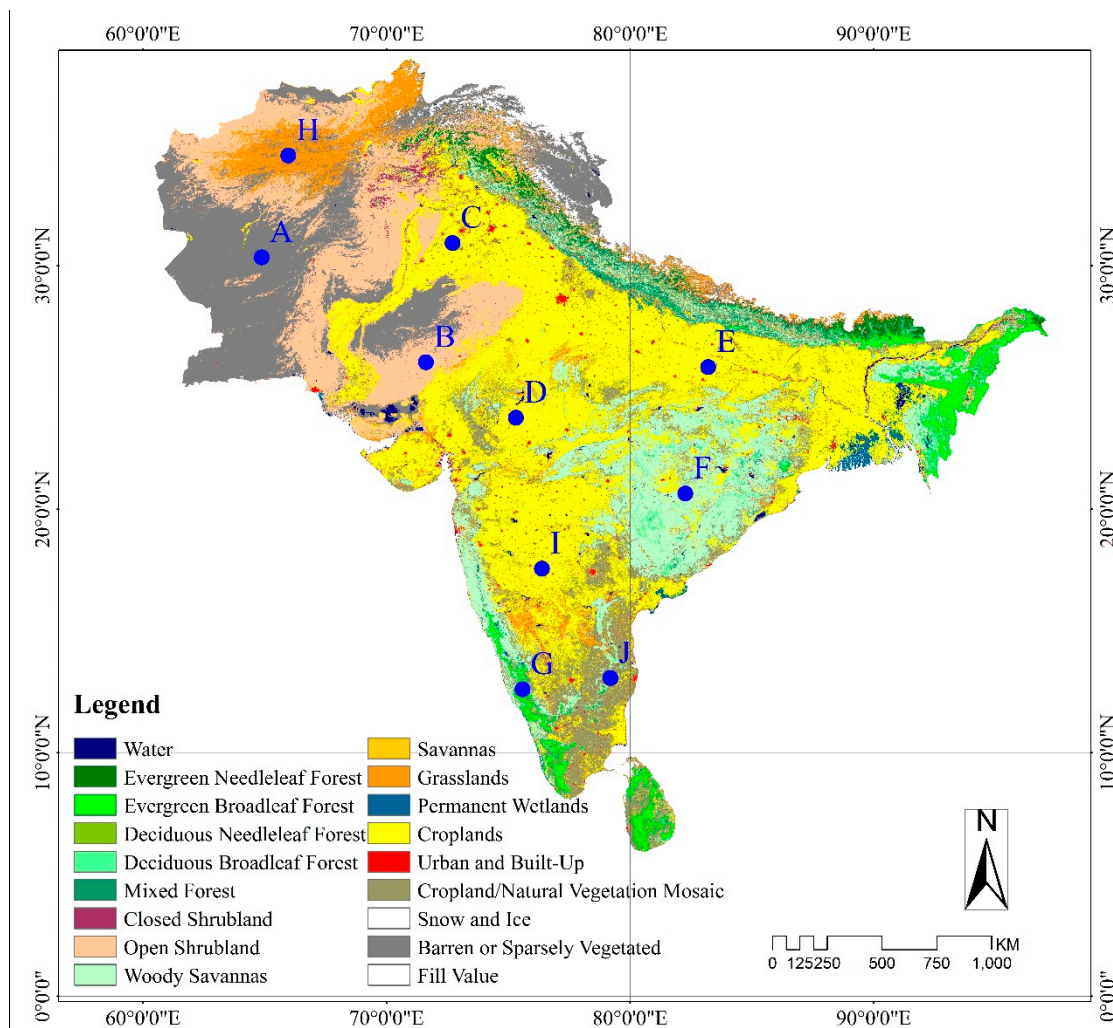 60°0'0"E 70°0'0"E 80°0'0"E 90°0'0"E
H
A
C
30°0'0"N 30°0'0"N
B
E
D
F
20°0'0"N 20°0'0"N
I
G
J
Legend
Water
Evergreen Needleleaf Forest
Evergreen Broadleaf Forest
Deciduous Needleleaf Forest
Deciduous Broadleaf Forest
Mixed Forest
Closed Shrubland
Open Shrubland
Woody Savannas
Savannas
Grasslands
Permanent Wetlands
Croplands
Urban and Built-Up
Cropland/Natural Vegetation Mosaic
Snow and Ice
Barren or Sparsely Vegetated
Fill Value
10°0'0"N 10°0'0"N
N
KM
0 125250 500 750 1,000
0°0'0" 0°0'0"
60°0'0"E 70°0'0"E 80°0'0"E 90°0'0"E